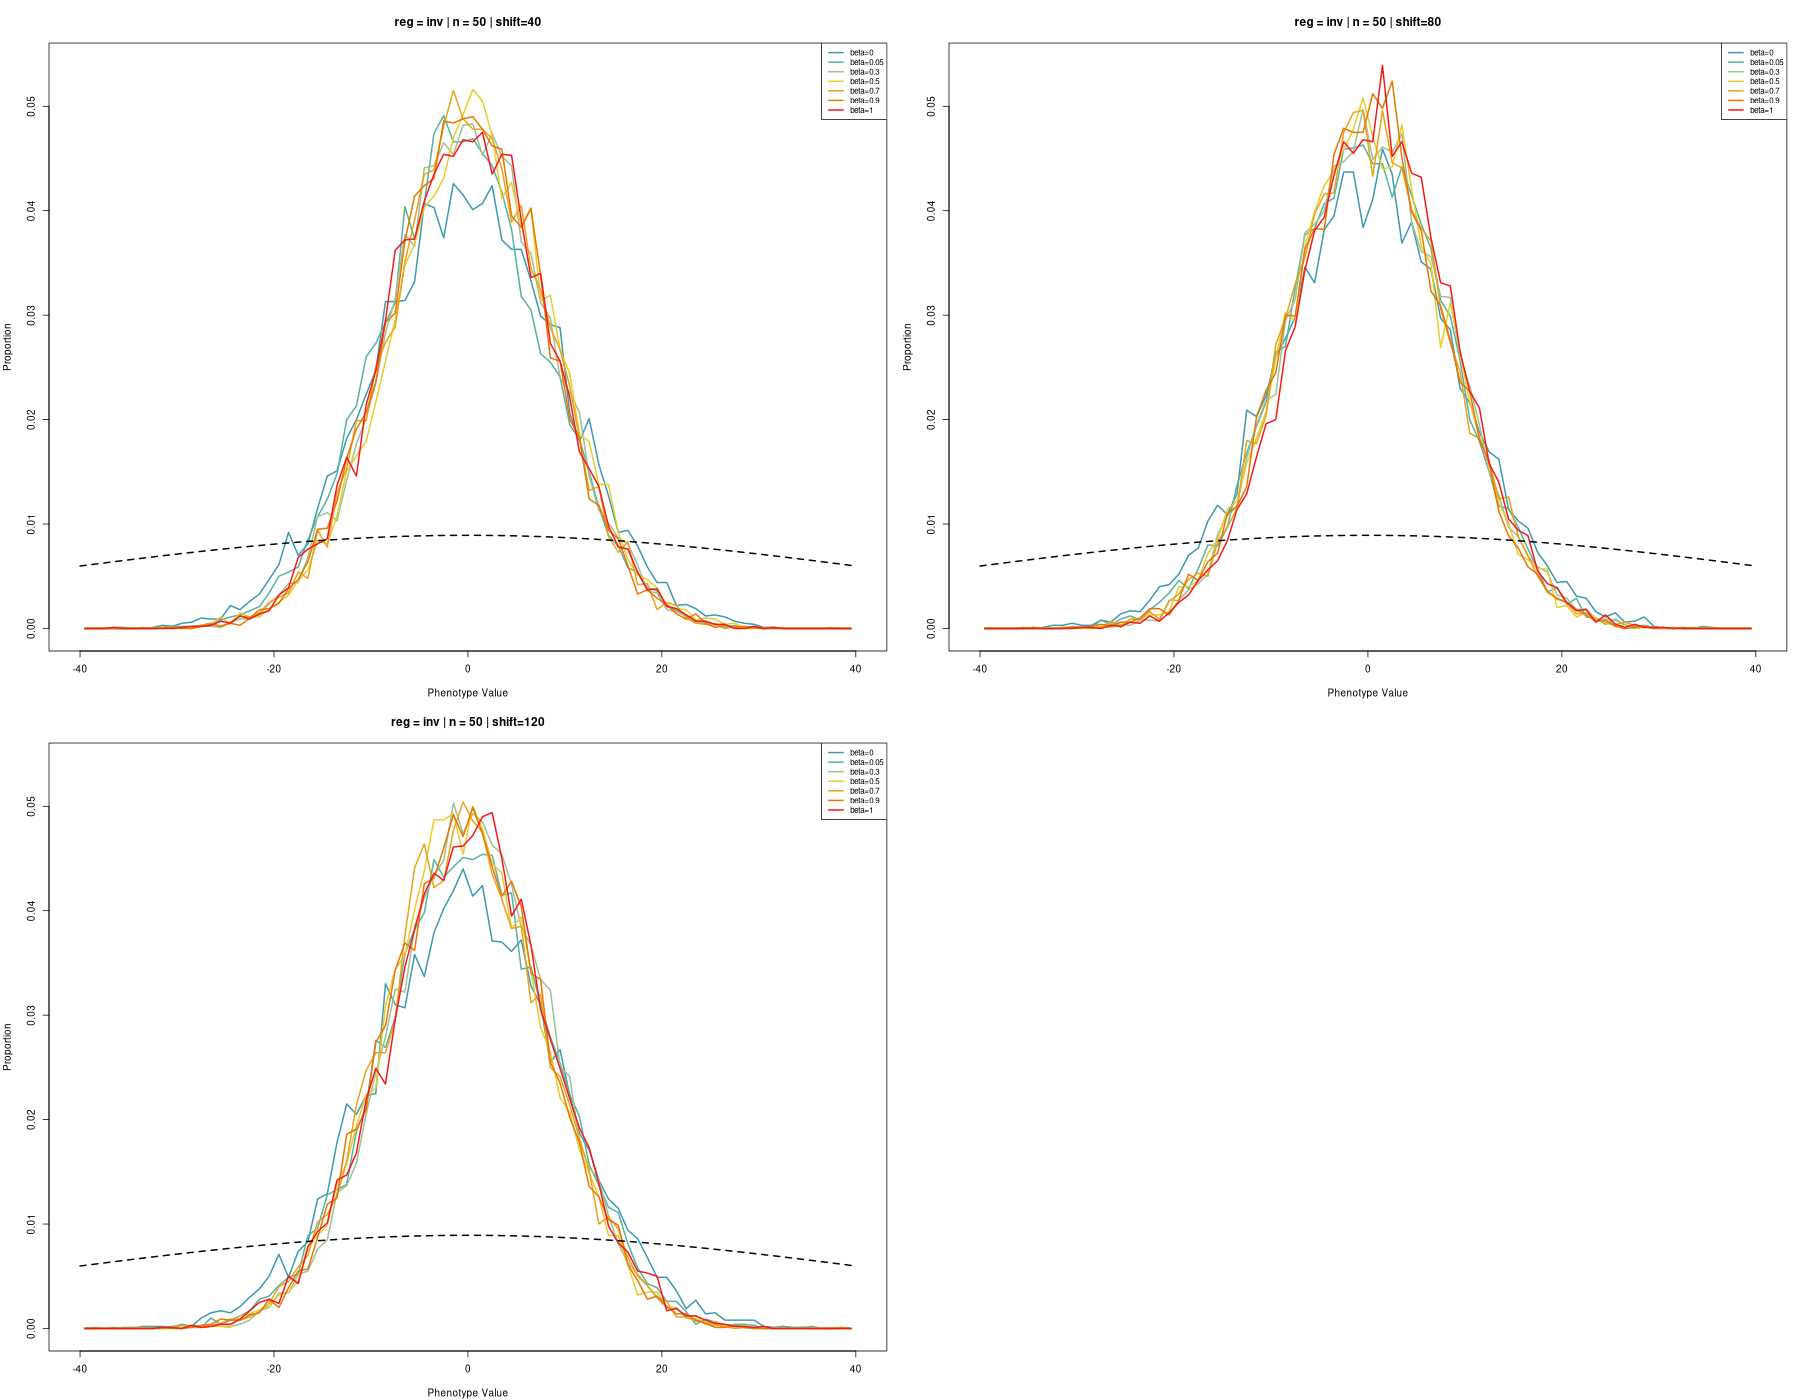 reg = inv | n = 50 | shift=40
beta=0
beta=0.05
beta=0.3
beta=0.5
beta=0.7
beta=0.9
beta=1
Proportion
0.05
0.04
0.03
0.02
0.01
0.00
-40 -20 0 20 40
Phenotype Value
reg = inv | n = 50 | shift=80
beta=0
beta=0.05
beta=0.3
beta=0.5
beta=0.7
beta=0.9
beta=1
Proportion
0.05
0.04
0.03
0.02
0.01
0.00
-40 -20 0 20 40
Phenotype Value
reg = inv | n = 50 | shift=120
beta=0
beta=0.05
beta=0.3
beta=0.5
beta=0.7
beta=0.9
beta=1
Proportion
0.05
0.04
0.03
0.02
0.01
0.00
-40 -20 0 20 40
Phenotype Value